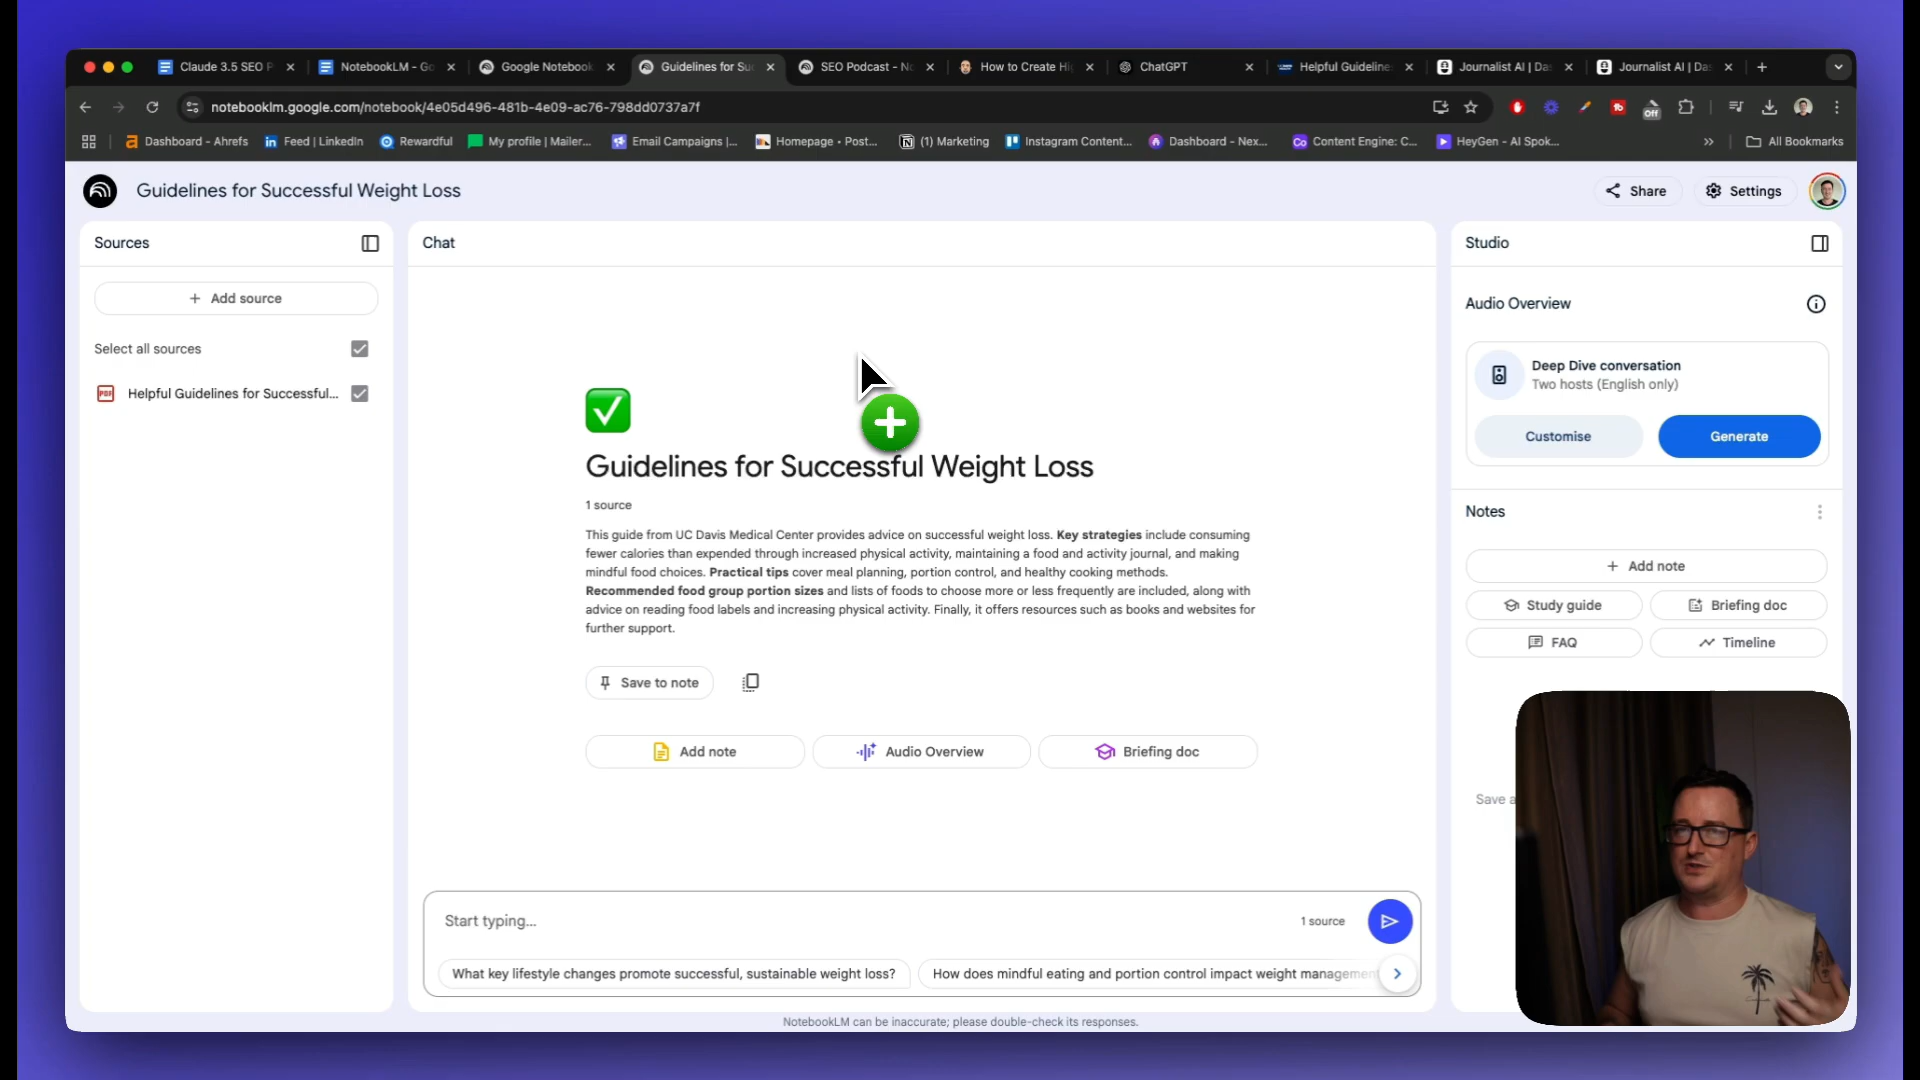 Claude 3.5 SEO
NotebookLM - Go
Google Notebook
Guidelines for Suc
SEO Podcast - No
How to Create Hi
ChatGPT
Helpful Guideline
Journalist AI | Da
Journalist AI | Da
notebooklm.google.com/notebook/4e05d496-481b-4e09-ac76-798dd0737a7f
Off
Dashboard - Ahrefs
Feed | LinkedIn
Rewardful
My profile | Mailer...
Email Campaigns |...
Homepage • Post...
(1) Marketing
Instagram Content...
Dashboard - Nex...
Content Engine: C...
HeyGen - AI Spok...
All Bookmarks
Guidelines for Successful Weight Loss
Share
Settings
Sources
Add source
Select all sources
PDF
Helpful Guidelines for Successful...
Chat
Guidelines for Successful Weight Loss
1 source
This guide from UC Davis Medical Center provides advice on successful weight loss. Key strategies include consuming
fewer calories than expended through increased physical activity, maintaining a food and activity journal, and making
mindful food choices. Practical tips cover meal planning, portion control, and healthy cooking methods.
Recommended food group portion sizes and lists of foods to choose more or less frequently are included, along with
advice on reading food labels and increasing physical activity. Finally, it offers resources such as books and websites for
further support.
Save to note
Add note
Audio Overview
Briefing doc
Start typing...
1 source
What key lifestyle changes promote successful, sustainable weight loss?
How does mindful eating and portion control impact weight managemen
NotebookLM can be inaccurate; please double-check its responses.
Studio
Audio Overview
Deep Dive conversation
Two hosts (English only)
Customise
Generate
Notes
Add note
Study guide
Briefing doc
FAQ
Timeline
Save a